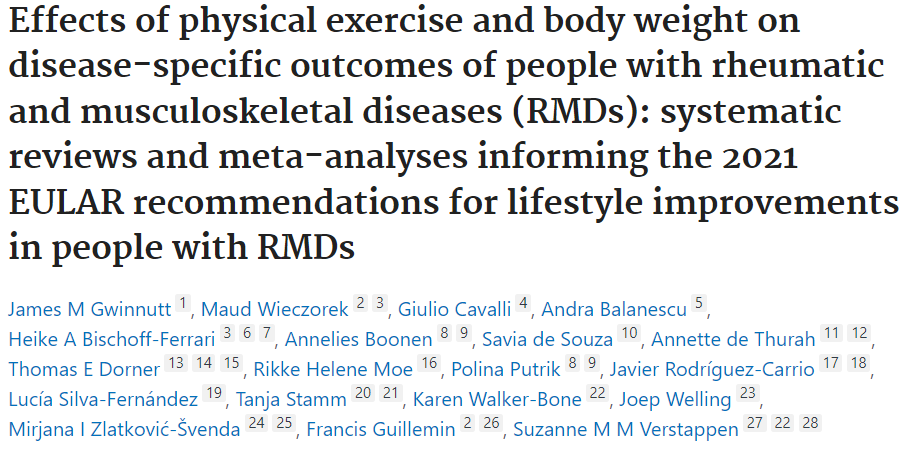 Effects of physical exercise and body weight on
disease-specific outcomes of people with rheumatic
and musculoskeletal diseases (RMDs): systematic
reviews and meta-analyses informing the 2021
EULAR recommendations for lifestyle improvements
in people with RMDs
James M Gwinnutt 1, Maud Wieczorek 2 3, Giulio Cavalli 4, Andra Balanescu 5,
Heike A Bischoff-Ferrari 3 6 7, Annelies Boonen 8 9, Savia de Souza 10, Annette de Thurah 11 12,
Thomas E Dorner 13 14 15, Rikke Helene Moe 16, Polina Putrik 8 9, Javier Rodríguez-Carrio 17 18,
Lucía Silva-Fernández 19, Tanja Stamm 20 21, Karen Walker-Bone 22, Joep Welling 23,
Mirjana I Zlatković-Švenda 24 25, Francis Guillemin 2 26, Suzanne M M Verstappen 27 22 28